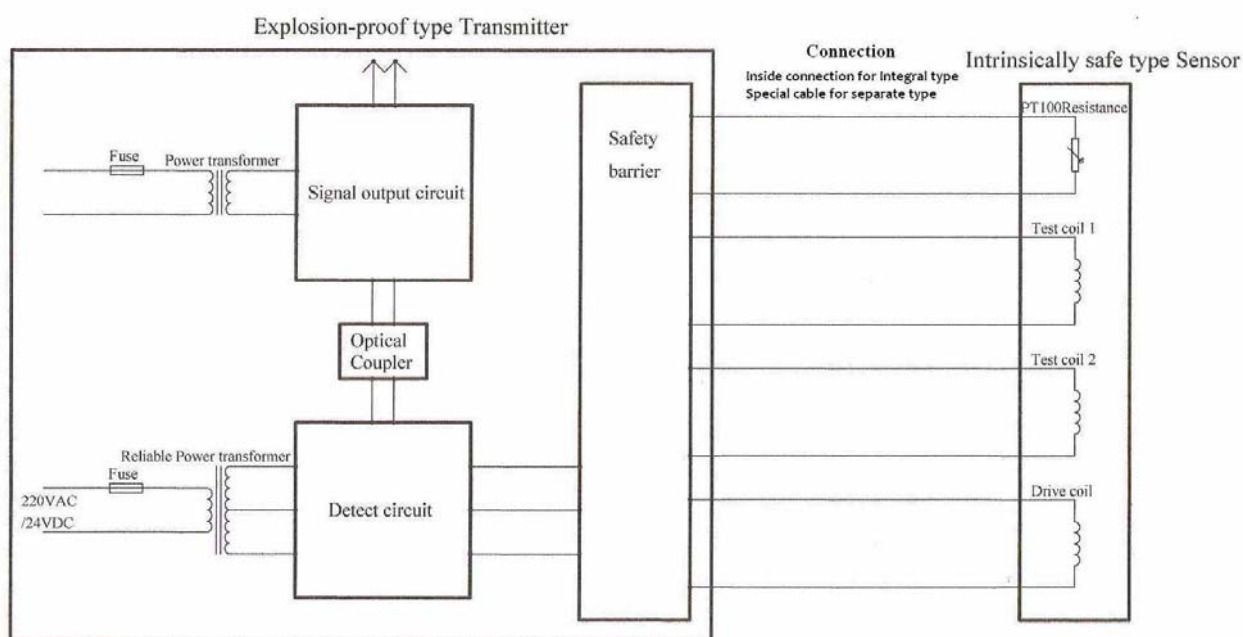 Explosion-proof type Transmitter
Connection
Inside connection for Integral type
Special cable for separate type
Intrinsically safe type Sensor
PT100Resistance
Safety
barrier
Fuse
Power transformer
Signal output circuit
Test coil 1
Optical
Coupler
Test coil 2
Reliable Power transformer
Fuse
220VAC
/24VDC
Detect circuit
Drive coil